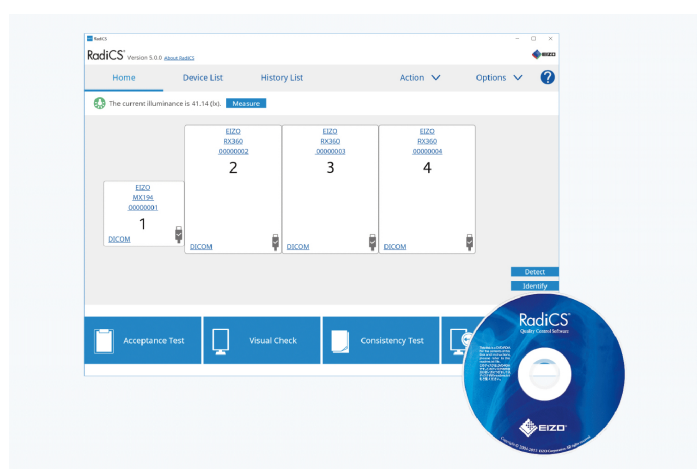 RadiCS
RadiCS® Version 5.0.0 About RadiCS
EIZO
Home Device List History List Action Options ?
The current illuminance is 41.14 (lx). Measure
EIZO
MX194
00000001
1
DICOM
EIZO
RX360
00000002
2
DICOM
EIZO
RX360
00000003
3
DICOM
EIZO
RX360
00000004
4
DICOM
Detect
Identify
Acceptance Test Visual Check Consistency Test
RadiCS®
Quality Control Software
EIZO®